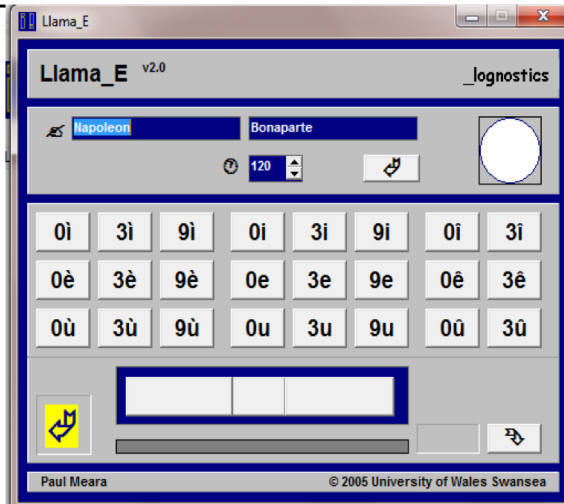 Llama_E
Llama_E v2.0 _lognostics
Napoleon Bonaparte
120
0ì 3ì 9ì 0i 3i 9i 0î 3î
0è 3è 9è 0e 3e 9e 0ê 3ê
0ù 3ù 9ù 0u 3u 9u 0û 3û
Paul Meara © 2005 University of Wales Swansea